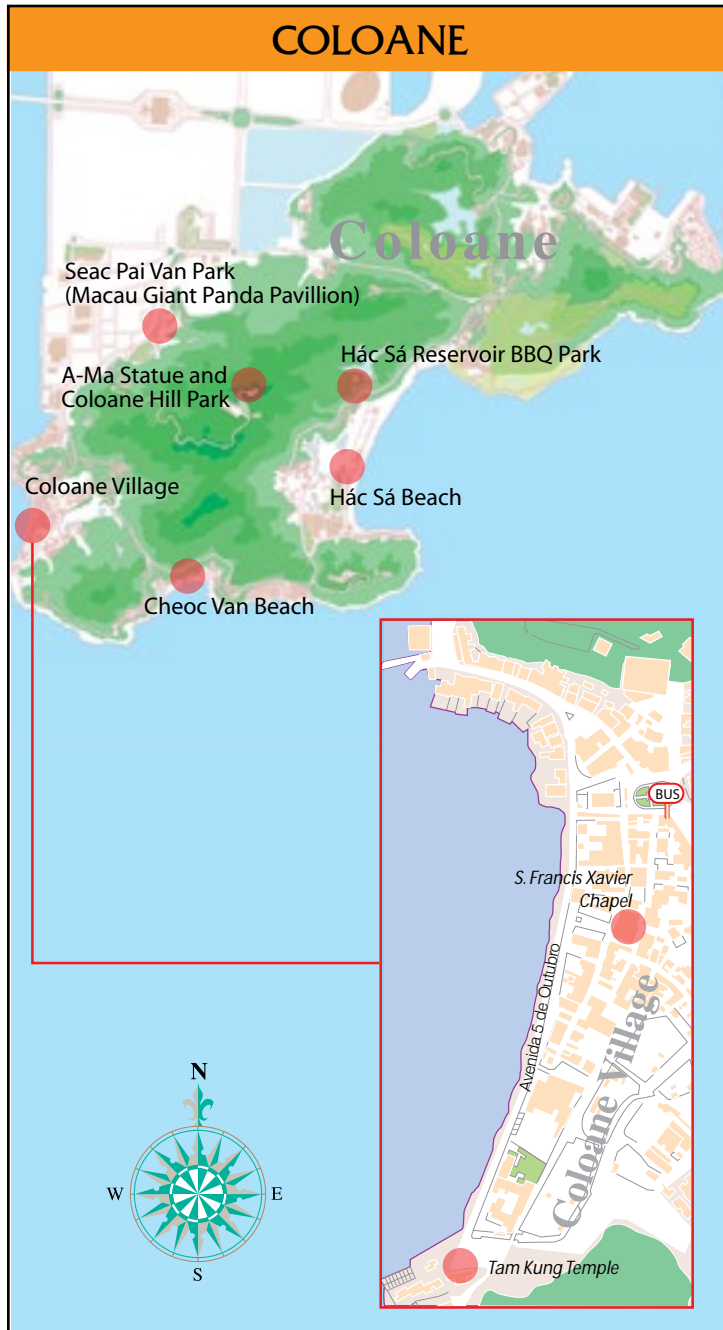 COLOANE
Coloane
Seac Pai Van Park
(Macau Giant Panda Pavillion)
A-Ma Statue and
Coloane Hill Park
Hác Sá Reservoir BBQ Park
Coloane Village
Hác Sá Beach
Cheoc Van Beach
BUS
S. Francis Xavier
Chapel
Avenida 5 de Outubro
Coloane Village
Tam Kung Temple
N
W
E
S